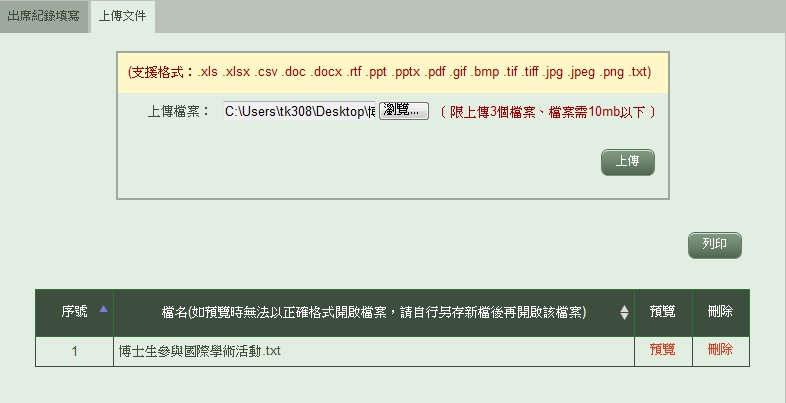 出席紀錄填寫 上傳文件
(支援格式：.xls .xlsx .csv .doc .docx .rtf .ppt .pptx .pdf .gif .bmp .tif .tiff .jpg .jpeg .png .txt)
上傳檔案： C:\Users\tk308\Desktop\ 瀏覽... ( 限上傳3個檔案、檔案需10mb以下 )
上傳
列印
序號 檔名(如預覽時無法以正確格式開啟檔案，請自行另存新檔後再開啟該檔案) 預覽 刪除
1 博士生參與國際學術活動.txt 預覽 刪除